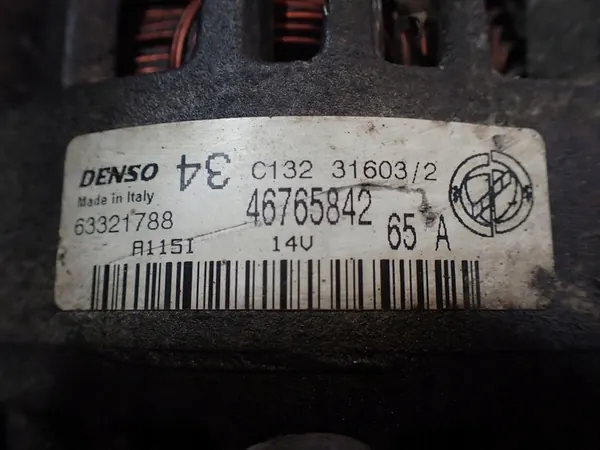 DENSO 34 C132 31603/2
Made in Italy
63321788 46765842 65 A
A115I 14V